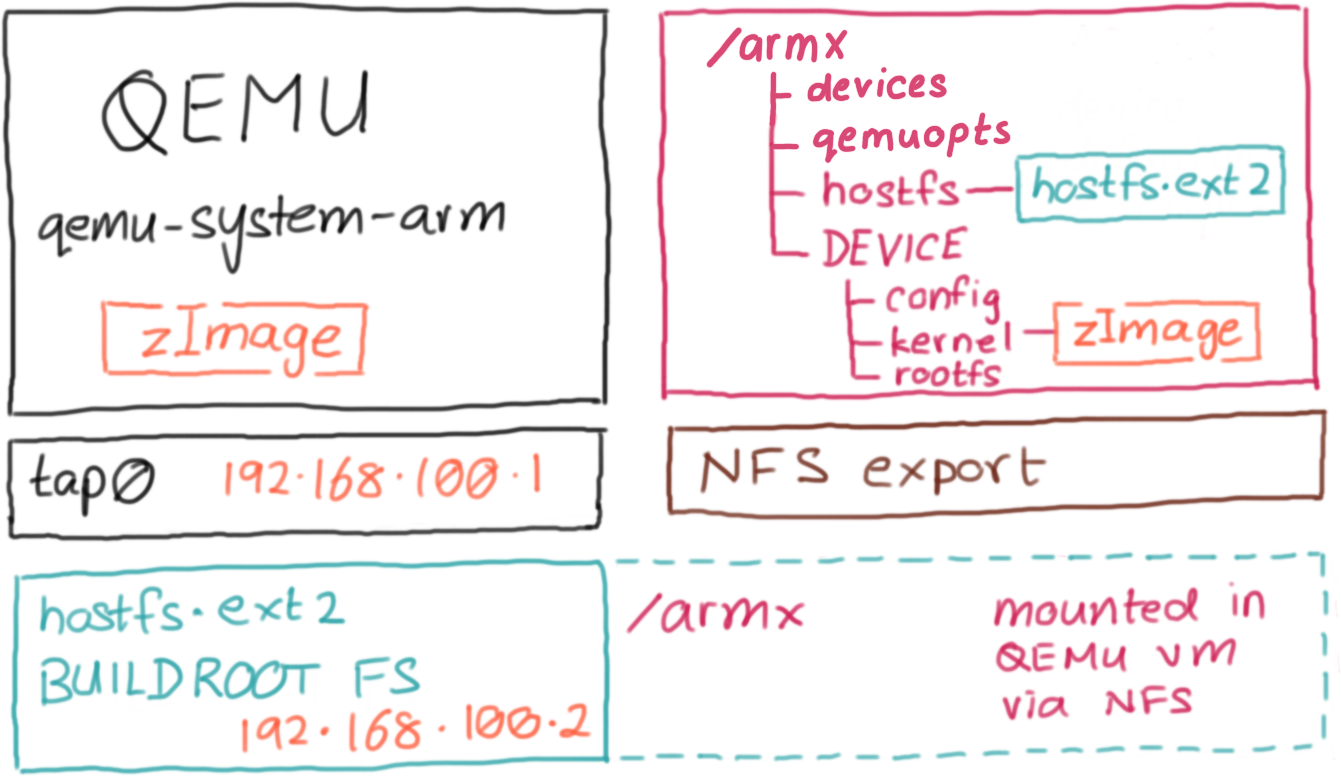 QEMU
qemu-system-arm
zImage
/armx
devices
qemuopts
hostfs hostfs.ext2
DEVICE
config
kernel zImage
rootfs
tap0 192.168.100.1
NFS export
hostfs.ext2
BUILDROOT FS
192.168.100.2
/armx
mounted in
QEMU vm
via NFS